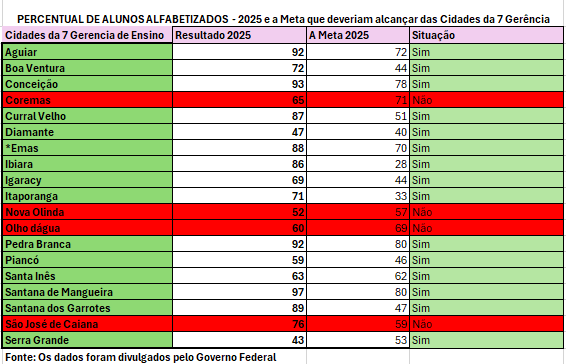 PERCENTUAL DE ALUNOS ALFABETIZADOS - 2025 e a Meta que deveriam alcançar das Cidades da 7 Gerência
Cidades da 7 Gerencia de Ensino Resultado 2025 A Meta 2025 Situação
Aguiar 92 72 Sim
Boa Ventura 72 44 Sim
Conceição 93 78 Sim
Coremas 65 71 Não
Curral Velho 87 51 Sim
Diamante 47 40 Sim
*Emas 88 70 Sim
Ibiara 86 28 Sim
Igaracy 69 44 Sim
Itaporanga 71 33 Sim
Nova Olinda 52 57 Não
Olho dágua 60 69 Não
Pedra Branca 92 80 Sim
Piancó 59 46 Sim
Santa Inês 63 62 Sim
Santana de Mangueira 97 80 Sim
Santana dos Garrotes 89 47 Sim
São José de Caiana 76 59 Não
Serra Grande 43 53 Sim
Fonte: Os dados foram divulgados pelo Governo Federal